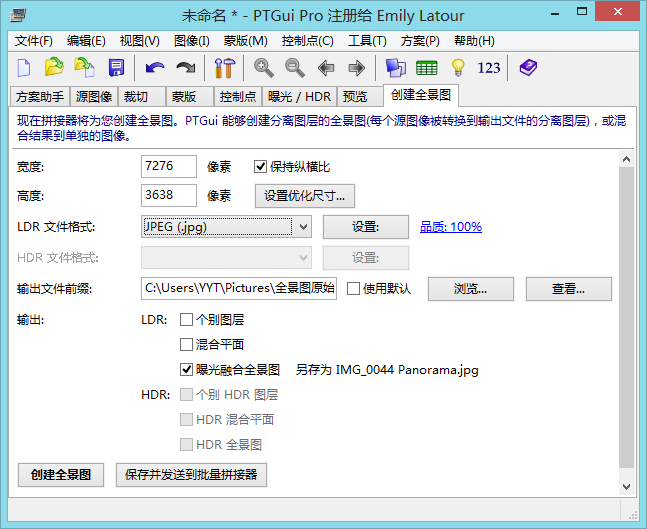 未命名 * - PTGui Pro 注册给 Emily Latour
文件(F) 编辑(E) 视图(V) 图像(I) 蒙版(M) 控制点(C) 工具(T) 方案(P) 帮助(H)
123
方案助手 源图像 裁切 蒙版 控制点 曝光 / HDR 预览 创建全景图
现在拼接器将为您创建全景图。PTGui 能够创建分离图层的全景图(每个源图像被转换到输出文件的分离图层)，或混
合结果到单独的图像。
宽度: 7276 像素 保持纵横比
高度: 3638 像素 设置优化尺寸...
LDR 文件格式: JPEG (.jpg) 设置: 品质: 100%
HDR 文件格式: 设置:
输出文件前缀: C:\Users\YYT\Pictures\全景图原始 使用默认 浏览... 查看...
输出: LDR: 个别图层
混合平面
曝光融合全景图 另存为 IMG_0044 Panorama.jpg
HDR: 个别 HDR 图层
HDR 混合平面
HDR 全景图
创建全景图 保存并发送到批量拼接器